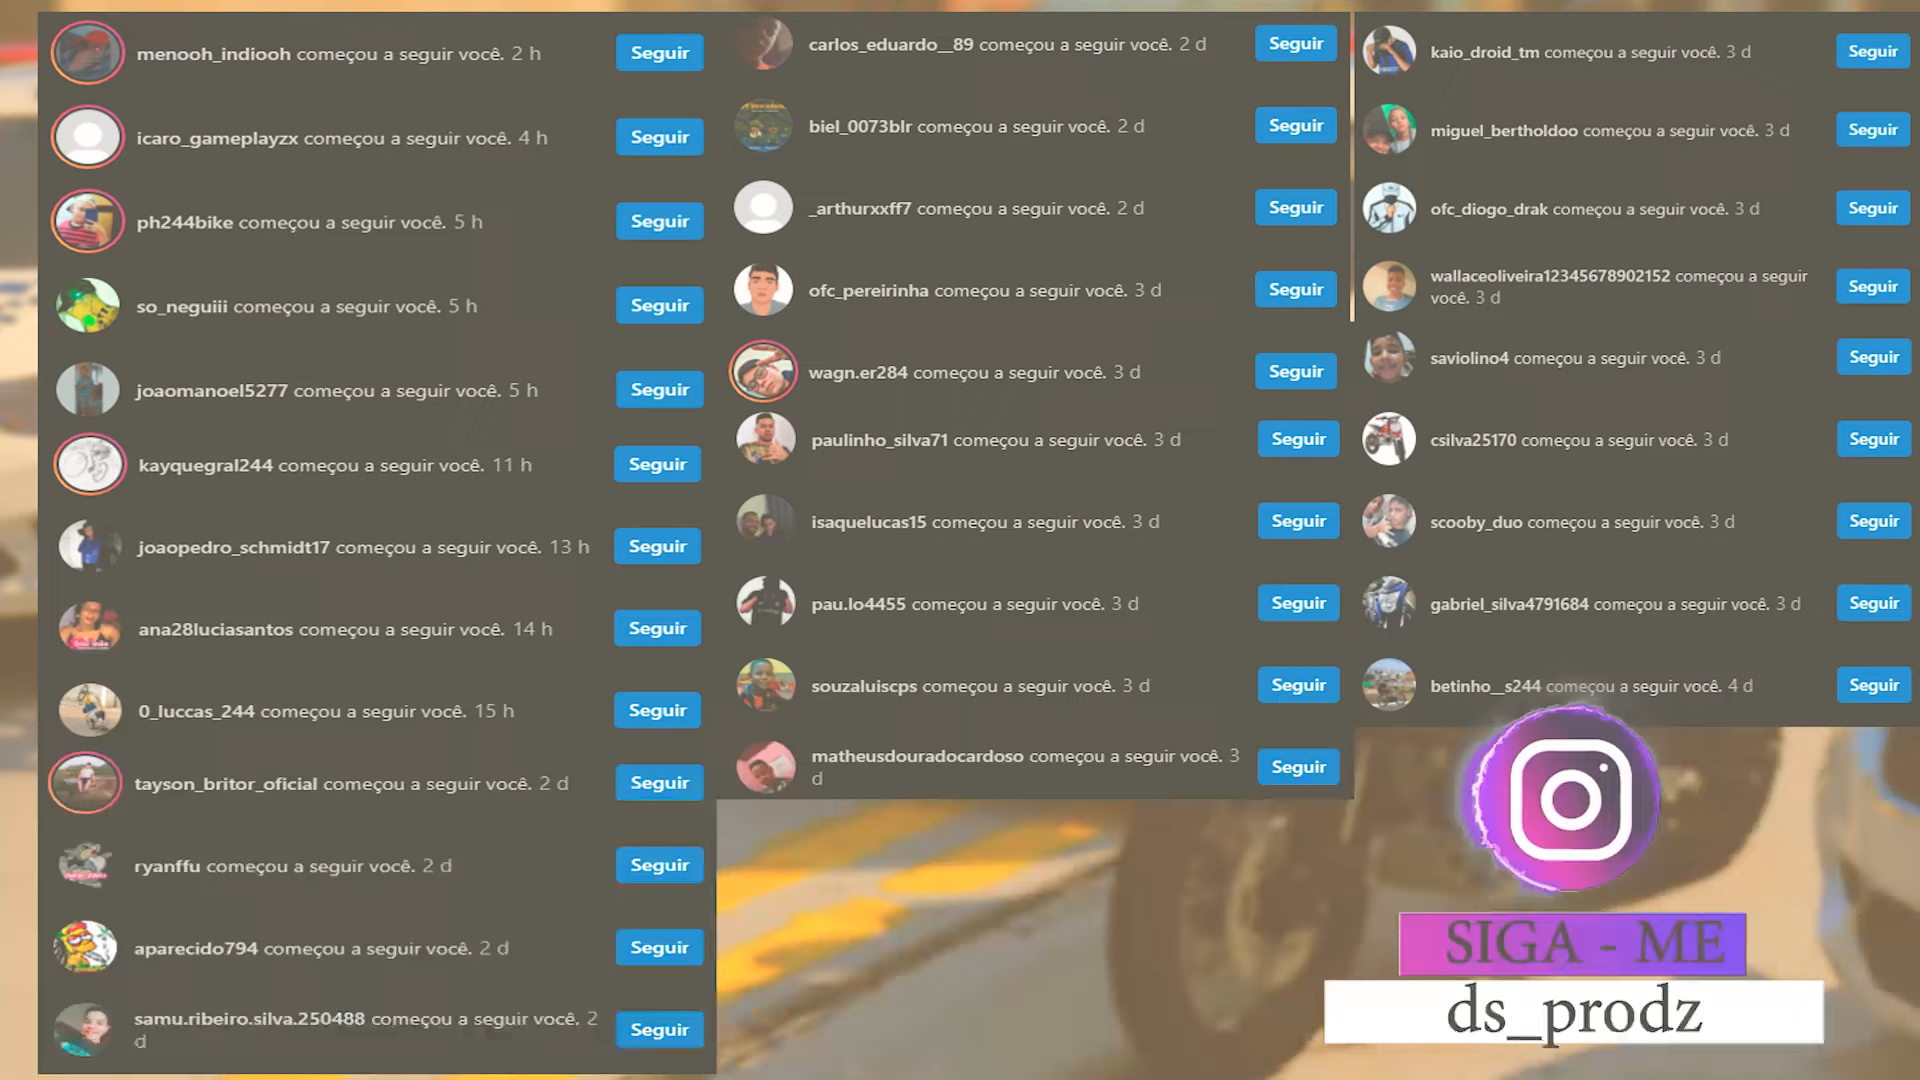 menooh_indiooh começou a seguir você. 2 h
Seguir
icaro_gameplayzx começou a seguir você. 4 h
Seguir
ph244bike começou a seguir você. 5 h
Seguir
so_neguiii começou a seguir você. 5 h
Seguir
joaomanoel5277 começou a seguir você. 5 h
Seguir
kayquegral244 começou a seguir você. 11 h
Seguir
joaopedro_schmidt17 começou a seguir você. 13 h
Seguir
ana28luciasantos começou a seguir você. 14 h
Seguir
0_luccas_244 começou a seguir você. 15 h
Seguir
tayson_britor_oficial começou a seguir você. 2 d
Seguir
ryanffu começou a seguir você. 2 d
Seguir
aparecido794 começou a seguir você. 2 d
Seguir
samu.ribeiro.silva.250488 começou a seguir você. 2
d
Seguir
carlos_eduardo__89 começou a seguir você. 2 d
Seguir
biel_0073blr começou a seguir você. 2 d
Seguir
_arthurxxff7 começou a seguir você. 2 d
Seguir
ofc_pereirinha começou a seguir você. 3 d
Seguir
wagn.er284 começou a seguir você. 3 d
Seguir
paulinho_silva71 começou a seguir você. 3 d
Seguir
isaquelucas15 começou a seguir você. 3 d
Seguir
pau.lo4455 começou a seguir você. 3 d
Seguir
souzaluiscps começou a seguir você. 3 d
Seguir
matheusdouradocardoso começou a seguir você. 3
d
Seguir
kaio_droid_tm começou a seguir você. 3 d
Seguir
miguel_bertholdoo começou a seguir você. 3 d
Seguir
ofc_diogo_drak começou a seguir você. 3 d
Seguir
wallaceoliveira12345678902152 começou a seguir
você. 3 d
Seguir
saviolino4 começou a seguir você. 3 d
Seguir
csilva25170 começou a seguir você. 3 d
Seguir
scooby_duo começou a seguir você. 3 d
Seguir
gabriel_silva4791684 começou a seguir você. 3 d
Seguir
betinho__s244 começou a seguir você. 4 d
Seguir
SIGA - ME
ds_prodz